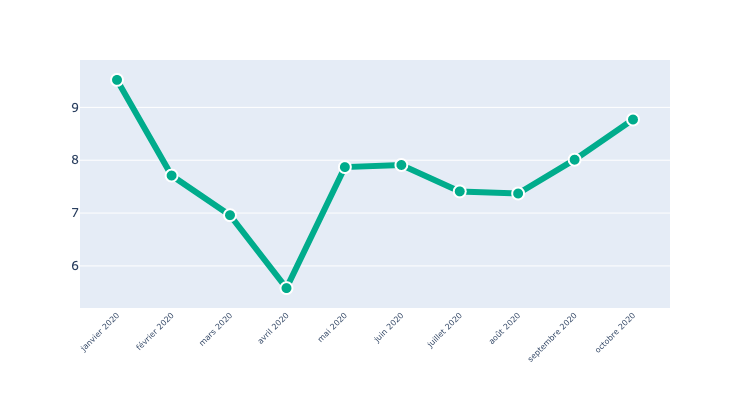 9
8
7
6
janvier 2020
février 2020
mars 2020
avril 2020
mai 2020
juin 2020
juillet 2020
août 2020
septembre 2020
octobre 2020